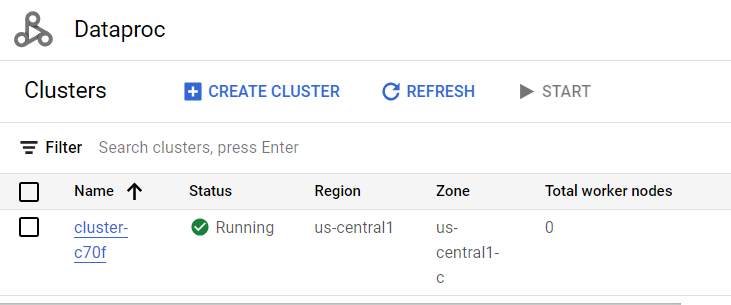 Dataproc
Clusters CREATE CLUSTER REFRESH START
Filter Search clusters, press Enter
Name Status Region Zone Total worker nodes
cluster-c70f Running us-central1 us-central1-c 0